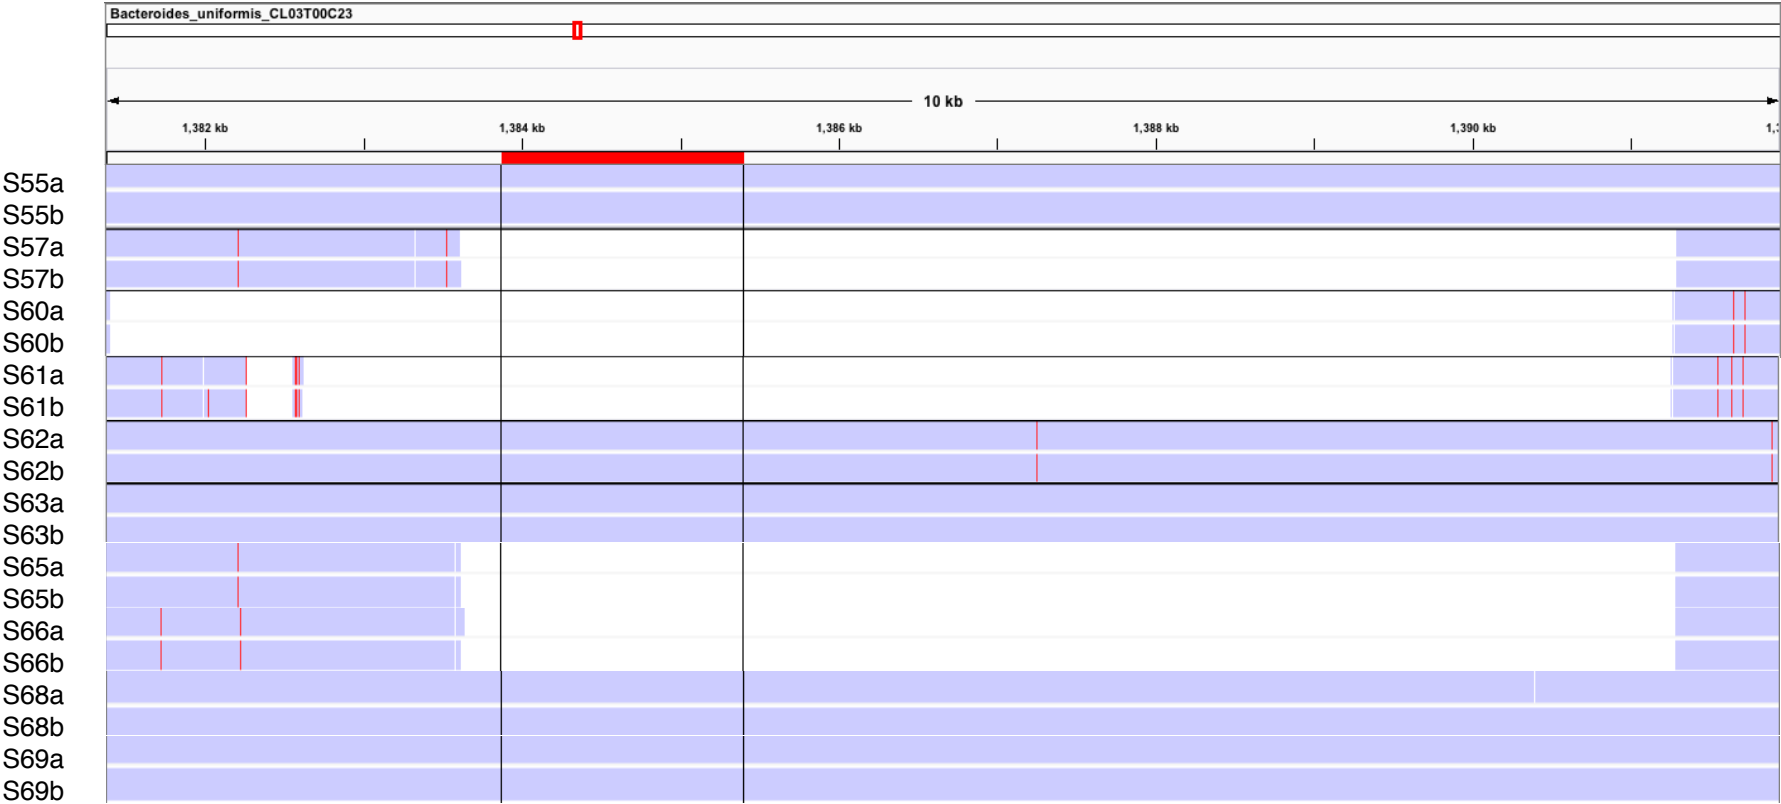 Bacteroides_uniformis_CL03T00C23
10 kb
1,382 kb 1,384 kb 1,386 kb 1,388 kb 1,390 kb
S55a
S55b
S57a
S57b
S60a
S60b
S61a
S61b
S62a
S62b
S63a
S63b
S65a
S65b
S66a
S66b
S68a
S68b
S69a
S69b